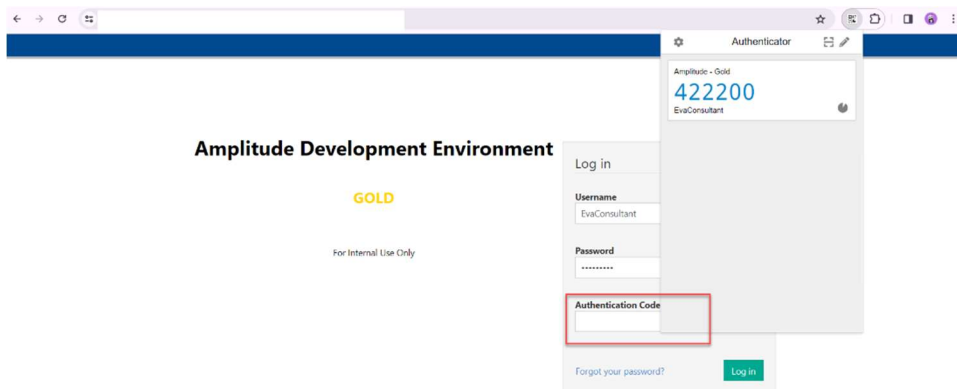 Authenticator
Amplitude - Gold
422200
EvaConsultant
Amplitude Development Environment
GOLD
For Internal Use Only
Log in
Username
EvaConsultant
Password
Authentication Code
Forgot your password?
Log in